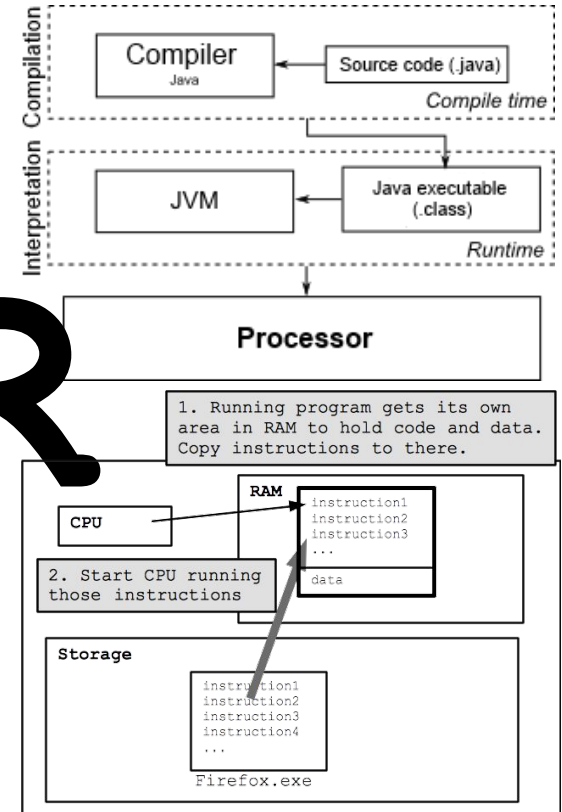 Compilation
Compiler
Java
Source code (.java)
Compile time
Interpretation
JVM
Java executable
(.class)
Runtime
Processor
1. Running program gets its own
area in RAM to hold code and data.
Copy instructions to there.
RAM
instruction1
instruction2
instruction3
...
data
CPU
2. Start CPU running
those instructions
Storage
instruction1
instruction2
instruction3
instruction4
...
Firefox.exe